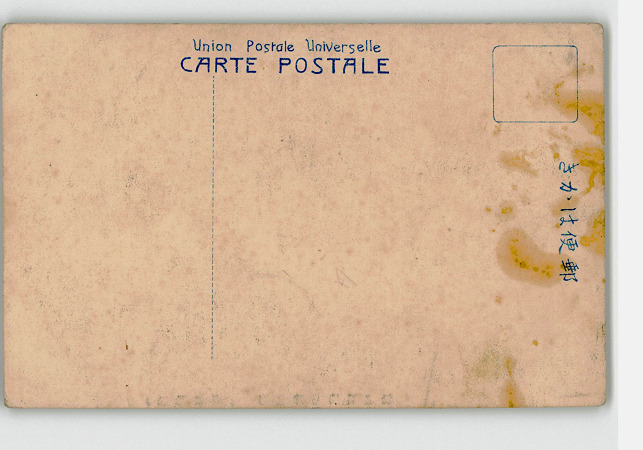 Union Postale Universelle
CARTE POSTALE
郵便はかき